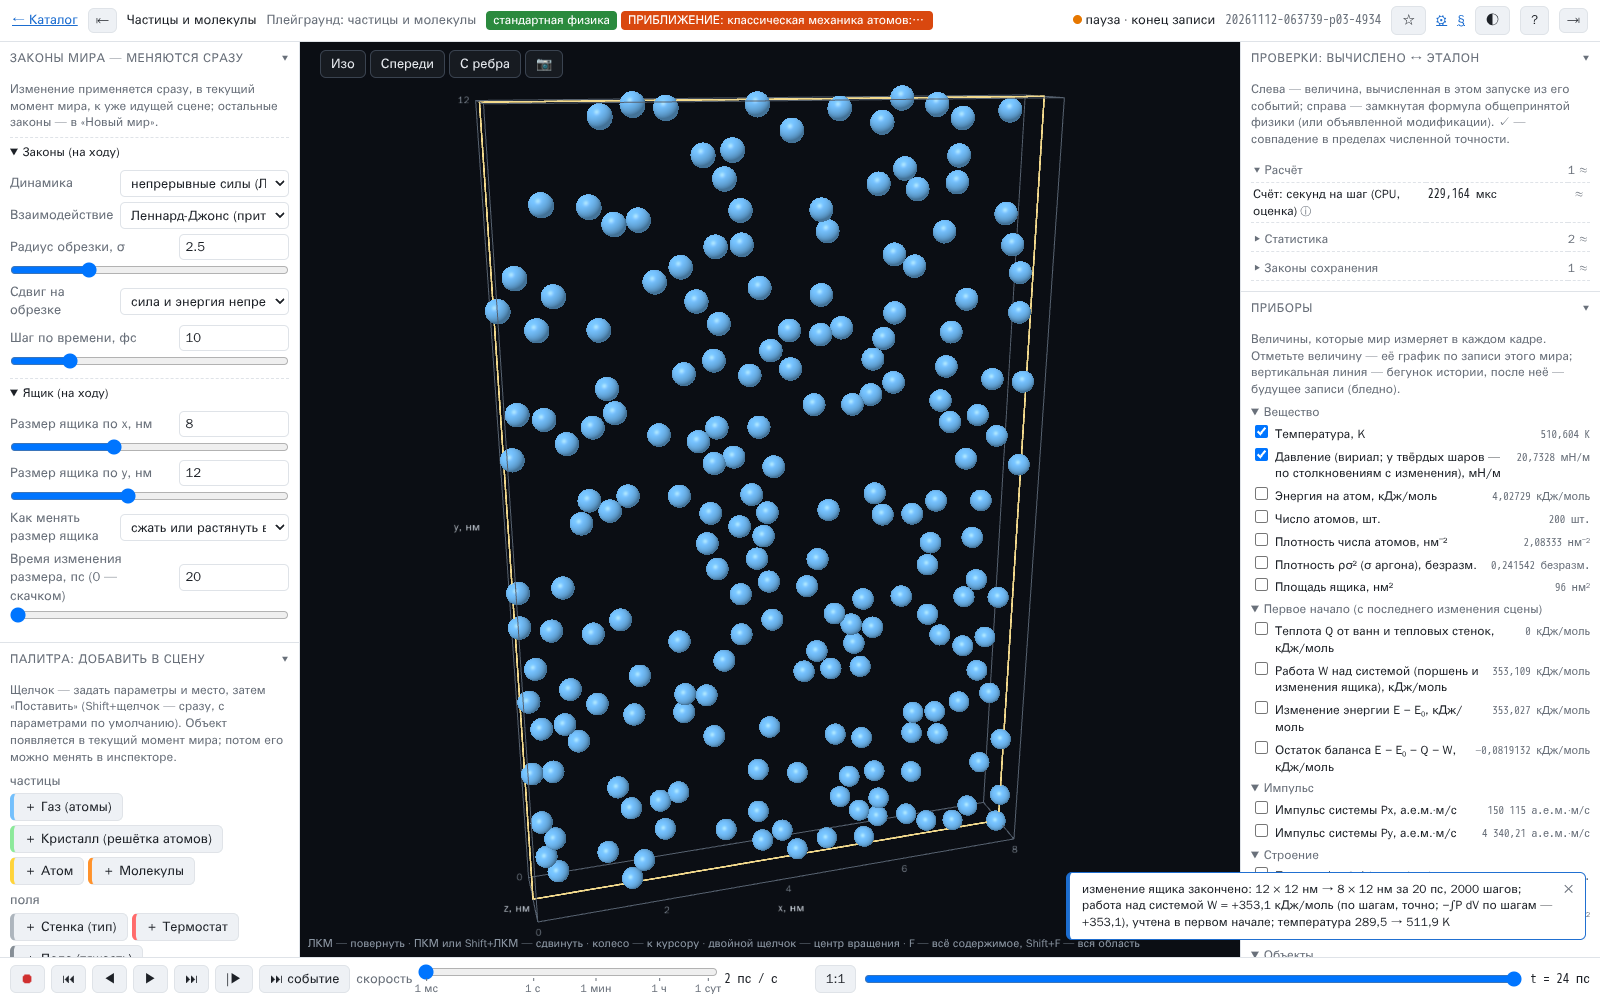 ← Каталог
⇤
Частицы и молекулы
Плейграунд: частицы и молекулы
стандартная физика
ПРИБЛИЖЕНИЕ: классическая механика атомов:⋯
пауза · конец записи
20261112-063739-p03-4934
§
?
ЗАКОНЫ МИРА — МЕНЯЮТСЯ СРАЗУ
Изменение применяется сразу, в текущий
момент мира, к уже идущей сцене; остальные
законы — в «Новый мир».
Законы (на ходу)
Динамика
непрерывные силы (Л
Взаимодействие
Леннард-Джонс (прит
Радиус обрезки, σ
2.5
Сдвиг на
обрезке
сила и энергия непре
Шаг по времени, фс
10
Ящик (на ходу)
Размер ящика по x, нм
8
Размер ящика по y, нм
12
Как менять
размер ящика
сжать или растянуть в
Время изменения
размера, пс (0 —
скачком)
20
ПАЛИТРА: ДОБАВИТЬ В СЦЕНУ
Щелчок — задать параметры и место, затем
«Поставить» (Shift+щелчок — сразу, с
параметрами по умолчанию). Объект
появляется в текущий момент мира; потом его
можно менять в инспекторе.
частицы
+ Газ (атомы)
+ Кристалл (решётка атомов)
+ Атом
+ Молекулы
поля
+ Стенка (тип)
+ Термостат
Изо
Спереди
С ребра
12
y, нм
0
z, нм
0
2
4
x, нм
6
8
ЛКМ — повернуть · ПКМ или Shift+ЛКМ — сдвинуть · колесо — к курсору · двойной щелчок — центр вращения · F — всё содержимое, Shift+F — вся область
ПРОВЕРКИ: ВЫЧИСЛЕНО ↔ ЭТАЛОН
Слева — величина, вычисленная в этом запуске из его
событий; справа — замкнутая формула общепринятой
физики (или объявленной модификации). ✓ —
совпадение в пределах численной точности.
Расчёт
1 ≈
Счёт: секунд на шаг (CPU,
оценка) ⓘ
229,164 мкс
≈
Статистика
2 ≈
Законы сохранения
1 ≈
ПРИБОРЫ
Величины, которые мир измеряет в каждом кадре.
Отметьте величину — её график по записи этого мира;
вертикальная линия — бегунок истории, после неё —
будущее записи (бледно).
Вещество
Температура, К
510,604 К
Давление (вириал; у твёрдых шаров —
по столкновениям с изменения), мН/м
20,7328 мН/м
Энергия на атом, кДж/моль
4,02729 кДж/моль
Число атомов, шт.
200 шт.
Плотность числа атомов, нм⁻²
2,08333 нм⁻²
Плотность ρσ² (σ аргона), безразм.
0,241542 безразм.
Площадь ящика, нм²
96 нм²
Первое начало (с последнего изменения сцены)
Теплота Q от ванн и тепловых стенок,
кДж/моль
0 кДж/моль
Работа W над системой (поршень и
изменения ящика), кДж/моль
353,109 кДж/моль
Изменение энергии E − E₀, кДж/
моль
353,027 кДж/моль
Остаток баланса E − E₀ − Q − W,
кДж/моль
−0,0819132 кДж/моль
Импульс
Импульс системы Px, а.е.м.·м/с
150 115 а.е.м.·м/с
Импульс системы Py, а.е.м.·м/с
4 340,21 а.е.м.·м/с
Строение
изменение ящика закончено: 12 × 12 нм → 8 × 12 нм за 20 пс, 2000 шагов;
работа над системой W = +353,1 кДж/моль (по шагам, точно; −∫P dV по шагам —
+353,1), учтена в первом начале; температура 289,5 → 511,9 К
Объекты
⏭ событие
скорость
1 мс
1 с
1 мин
1 ч
1 сут
2 пс / с
1:1
t = 24 пс